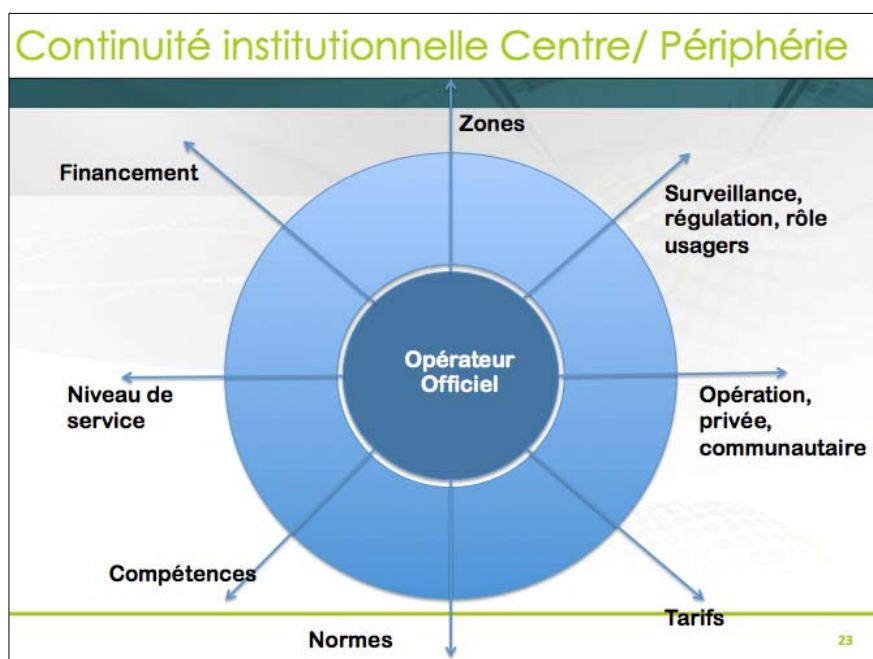 Continuité institutionnelle Centre/ Périphérie
Zones
Financement
Surveillance,
régulation, rôle
usagers
Opérateur
Officiel
Niveau de
service
Opération,
privée,
communautaire
Compétences
Tarifs
Normes
23